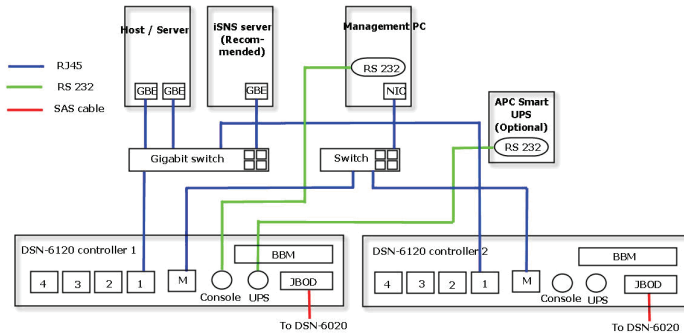 Host / Server
GBE
GBE
iSNS server
(Recom-
mended)
GBE
Management PC
RS 232
NIC
RJ45
RS 232
SAS cable
APC Smart
UPS
(Optional)
RS 232
Gigabit switch
Switch
DSN-6120 controller 1
BBM
4
3
2
1
M
Console
UPS
JBOD
To DSN-6020
DSN-6120 controller 2
BBM
4
3
2
1
M
Console
UPS
JBOD
To DSN-6020